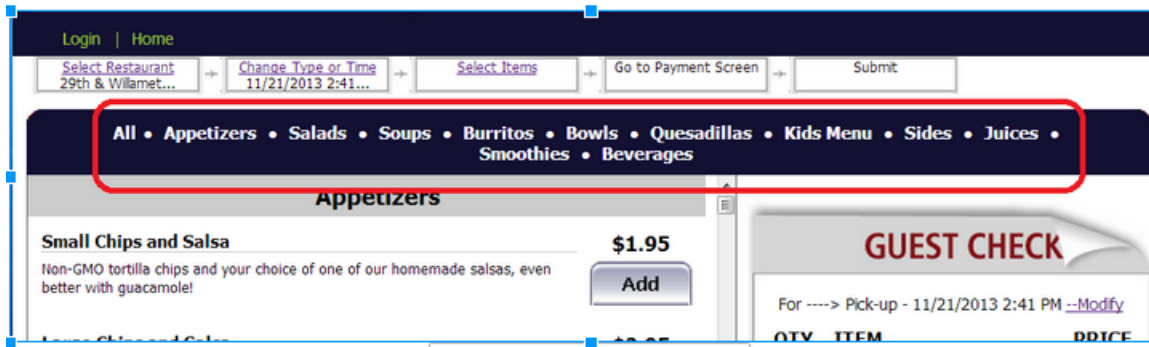 Login | Home
Select Restaurant
29th & Willamet...
Change Type or Time
11/21/2013 2:41...
Select Items
Go to Payment Screen
Submit
All • Appetizers • Salads • Soups • Burritos • Bowls • Quesadillas • Kids Menu • Sides • Juices •
Smoothies • Beverages
Appetizers
Small Chips and Salsa
$1.95
Non-GMO tortilla chips and your choice of one of our homemade salsas, even
better with guacamole!
Add
GUEST CHECK
For ----> Pick-up - 11/21/2013 2:41 PM --Modify
QTY ITEM PRICE